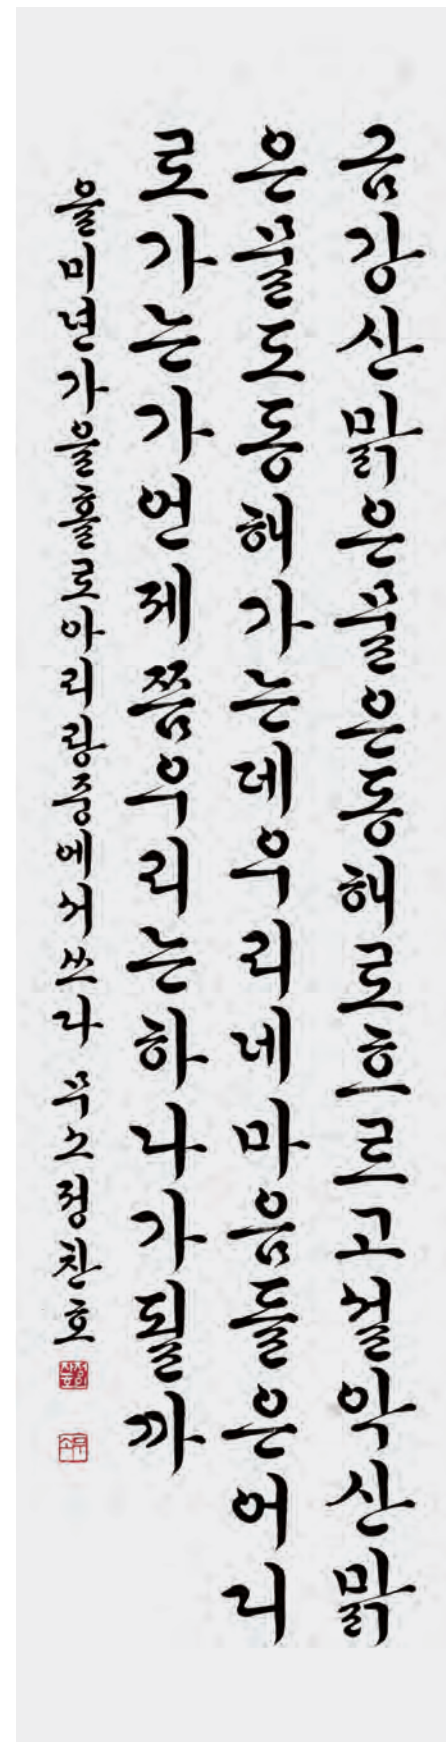 금강산맑은물은동해로흐르고설악산맑
은물도동해가는데우리네마음들은어디
로가는가언제쯤우리는하나가될까
을미년가을홀로아리랑중에서쓰다 무소정찬호